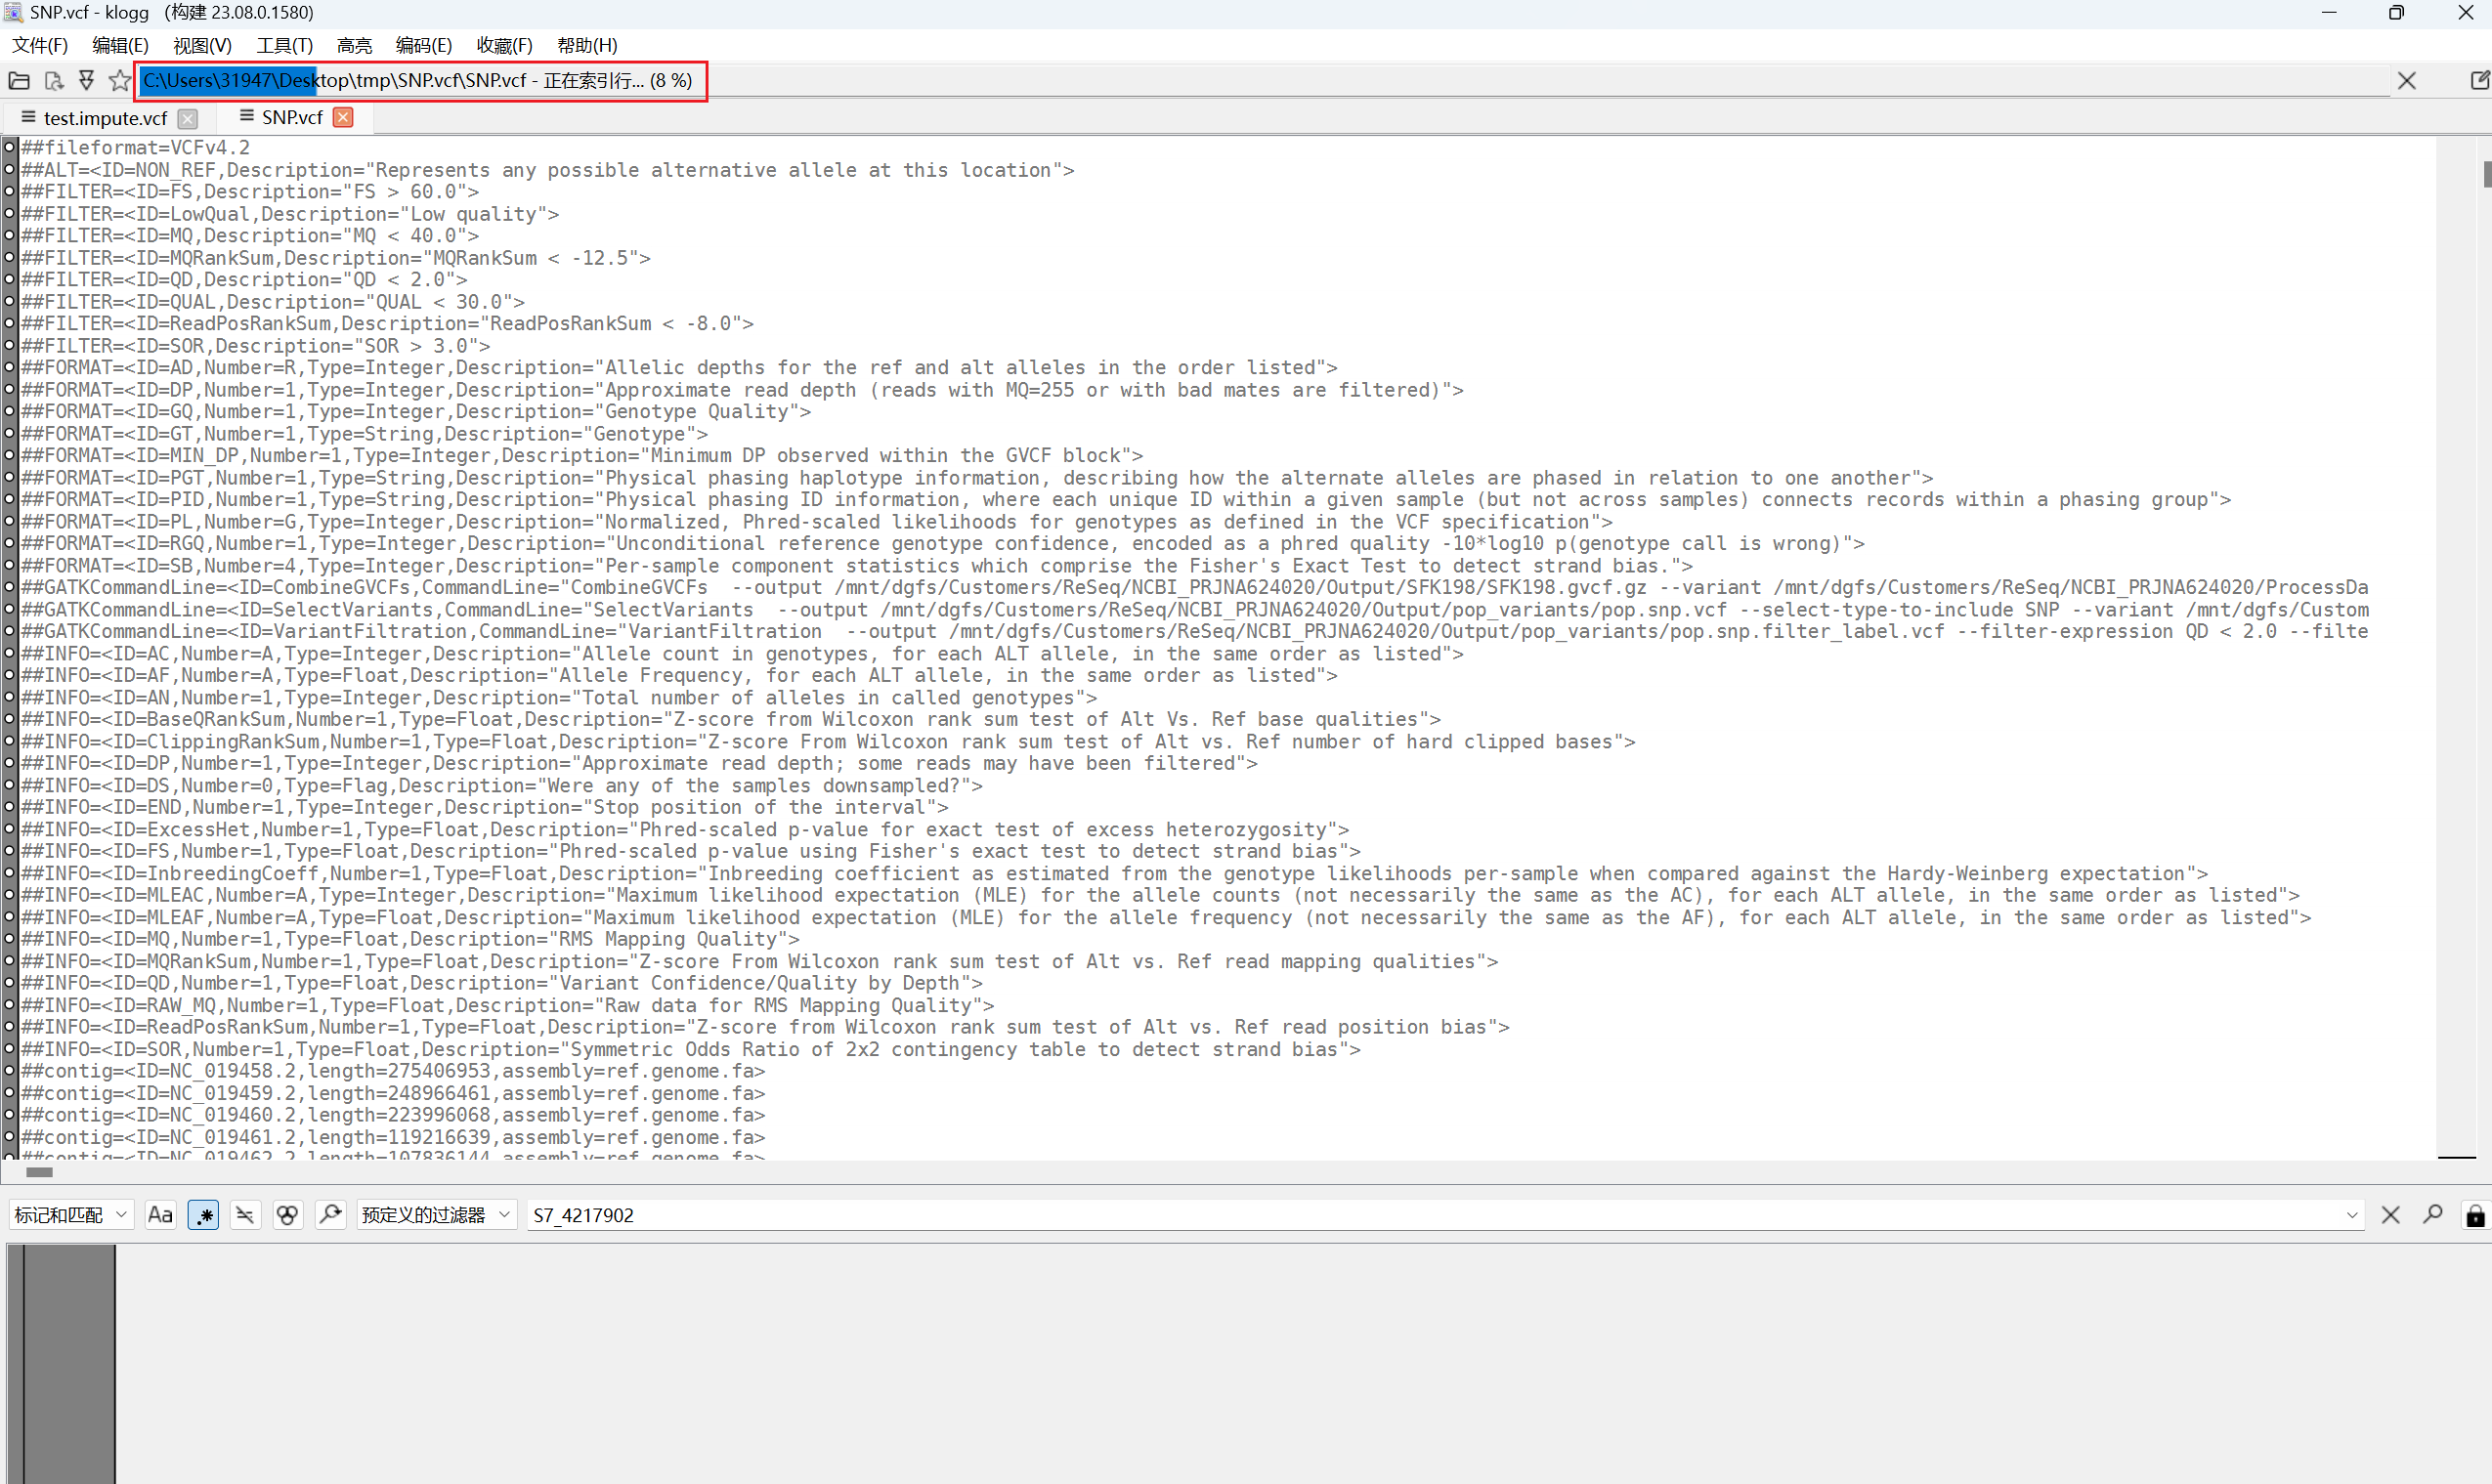 SNP.vcf - klogg (构建 23.08.0.1580)
文件(F) 编辑(E) 视图(V) 工具(T) 高亮 编码(E) 收藏(F) 帮助(H)
C:\Users\31947\Desktop\tmp\SNP.vcf\SNP.vcf - 正在索引行... (8 %)
test.impute.vcf SNP.vcf
##fileformat=VCFv4.2
##ALT=<ID=NON_REF,Description="Represents any possible alternative allele at this location">
##FILTER=<ID=FS,Description="FS > 60.0">
##FILTER=<ID=LowQual,Description="Low quality">
##FILTER=<ID=MQ,Description="MQ < 40.0">
##FILTER=<ID=MQRankSum,Description="MQRankSum < -12.5">
##FILTER=<ID=QD,Description="QD < 2.0">
##FILTER=<ID=QUAL,Description="QUAL < 30.0">
##FILTER=<ID=ReadPosRankSum,Description="ReadPosRankSum < -8.0">
##FILTER=<ID=SOR,Description="SOR > 3.0">
##FORMAT=<ID=AD,Number=R,Type=Integer,Description="Allelic depths for the ref and alt alleles in the order listed">
##FORMAT=<ID=DP,Number=1,Type=Integer,Description="Approximate read depth (reads with MQ=255 or with bad mates are filtered)">
##FORMAT=<ID=GQ,Number=1,Type=Integer,Description="Genotype Quality">
##FORMAT=<ID=GT,Number=1,Type=String,Description="Genotype">
##FORMAT=<ID=MIN_DP,Number=1,Type=Integer,Description="Minimum DP observed within the GVCF block">
##FORMAT=<ID=PGT,Number=1,Type=String,Description="Physical phasing haplotype information, describing how the alternate alleles are phased in relation to one another">
##FORMAT=<ID=PID,Number=1,Type=String,Description="Physical phasing ID information, where each unique ID within a given sample (but not across samples) connects records within a phasing group">
##FORMAT=<ID=PL,Number=G,Type=Integer,Description="Normalized, Phred-scaled likelihoods for genotypes as defined in the VCF specification">
##FORMAT=<ID=RGQ,Number=1,Type=Integer,Description="Unconditional reference genotype confidence, encoded as a phred quality -10*log10 p(genotype call is wrong)">
##FORMAT=<ID=SB,Number=4,Type=Integer,Description="Per-sample component statistics which comprise the Fisher's Exact Test to detect strand bias.">
##GATKCommandLine=<ID=CombineGVCFs,CommandLine="CombineGVCFs  --output /mnt/dgfs/Customers/ReSeq/NCBI_PRJNA624020/Output/SFK198/SFK198.gvcf.gz --variant /mnt/dgfs/Customers/ReSeq/NCBI_PRJNA624020/ProcessDa
##GATKCommandLine=<ID=SelectVariants,CommandLine="SelectVariants  --output /mnt/dgfs/Customers/ReSeq/NCBI_PRJNA624020/Output/pop_variants/pop.snp.vcf --select-type-to-include SNP --variant /mnt/dgfs/Custom
##GATKCommandLine=<ID=VariantFiltration,CommandLine="VariantFiltration  --output /mnt/dgfs/Customers/ReSeq/NCBI_PRJNA624020/Output/pop_variants/pop.snp.filter_label.vcf --filter-expression QD < 2.0 --filte
##INFO=<ID=AC,Number=A,Type=Integer,Description="Allele count in genotypes, for each ALT allele, in the same order as listed">
##INFO=<ID=AF,Number=A,Type=Float,Description="Allele Frequency, for each ALT allele, in the same order as listed">
##INFO=<ID=AN,Number=1,Type=Integer,Description="Total number of alleles in called genotypes">
##INFO=<ID=BaseQRankSum,Number=1,Type=Float,Description="Z-score from Wilcoxon rank sum test of Alt Vs. Ref base qualities">
##INFO=<ID=ClippingRankSum,Number=1,Type=Float,Description="Z-score From Wilcoxon rank sum test of Alt vs. Ref number of hard clipped bases">
##INFO=<ID=DP,Number=1,Type=Integer,Description="Approximate read depth; some reads may have been filtered">
##INFO=<ID=DS,Number=0,Type=Flag,Description="Were any of the samples downsampled?">
##INFO=<ID=END,Number=1,Type=Integer,Description="Stop position of the interval">
##INFO=<ID=ExcessHet,Number=1,Type=Float,Description="Phred-scaled p-value for exact test of excess heterozygosity">
##INFO=<ID=FS,Number=1,Type=Float,Description="Phred-scaled p-value using Fisher's exact test to detect strand bias">
##INFO=<ID=InbreedingCoeff,Number=1,Type=Float,Description="Inbreeding coefficient as estimated from the genotype likelihoods per-sample when compared against the Hardy-Weinberg expectation">
##INFO=<ID=MLEAC,Number=A,Type=Integer,Description="Maximum likelihood expectation (MLE) for the allele counts (not necessarily the same as the AC), for each ALT allele, in the same order as listed">
##INFO=<ID=MLEAF,Number=A,Type=Float,Description="Maximum likelihood expectation (MLE) for the allele frequency (not necessarily the same as the AF), for each ALT allele, in the same order as listed">
##INFO=<ID=MQ,Number=1,Type=Float,Description="RMS Mapping Quality">
##INFO=<ID=MQRankSum,Number=1,Type=Float,Description="Z-score From Wilcoxon rank sum test of Alt vs. Ref read mapping qualities">
##INFO=<ID=QD,Number=1,Type=Float,Description="Variant Confidence/Quality by Depth">
##INFO=<ID=RAW_MQ,Number=1,Type=Float,Description="Raw data for RMS Mapping Quality">
##INFO=<ID=ReadPosRankSum,Number=1,Type=Float,Description="Z-score from Wilcoxon rank sum test of Alt vs. Ref read position bias">
##INFO=<ID=SOR,Number=1,Type=Float,Description="Symmetric Odds Ratio of 2x2 contingency table to detect strand bias">
##contig=<ID=NC_019458.2,length=275406953,assembly=ref.genome.fa>
##contig=<ID=NC_019459.2,length=248966461,assembly=ref.genome.fa>
##contig=<ID=NC_019460.2,length=223996068,assembly=ref.genome.fa>
##contig=<ID=NC_019461.2,length=119216639,assembly=ref.genome.fa>
##contig=<ID=NC_019462.2,length=107836144,assembly=ref.genome.fa>
标记和匹配 Aa .* 预定义的过滤器 S7_4217902